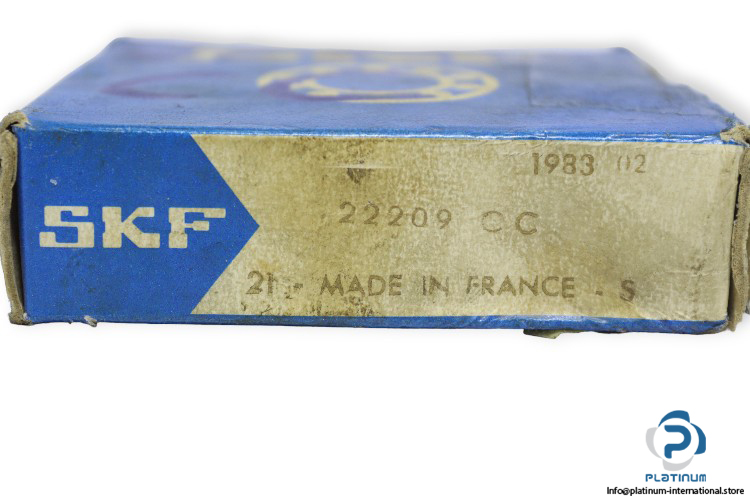 1983 02
SKF
22209 CC
21 - MADE IN FRANCE - S
PLATINUM
Info@platinum-international.store